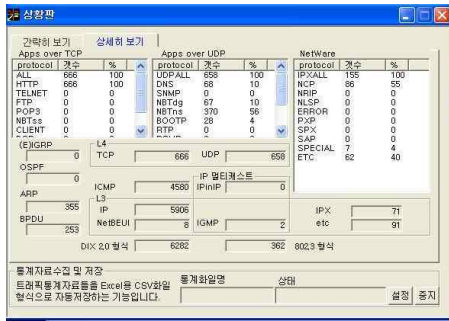 상황판
간략히 보기 상세히 보기
Apps over TCP Apps over UDP NetWare
protocol 갯수 % protocol 갯수 % protocol 갯수 %
ALL 666 100 UDPALL 658 100 IPXALL 155 100
HTTP 666 100 DNS 68 10 NCP 86 55
TELNET 0 0 SNMP 0 0 NRIP 0 0
FTP 0 0 NBTdg 67 10 NLSP 0 0
POP3 0 0 NBTns 370 56 ERROR 0 0
NBTss 0 0 BOOTP 28 4 PXP 0 0
CLIENT 0 0 RTP 0 0 SPX 0 0
SAP 0 0
SPECIAL 7 4
ETC 62 40
(E)IGRP 0
L4
TCP 666 UDP 658
OSPF 0
IP 멀티캐스트
ICMP 4580 IPinIP 0
ARP 355
L3
IP 5906 IPX 71
BPDU 253
NetBEUI 8 IGMP 2 etc 91
DIX 2.0 형식 6282 362 802.3 형식
통계자료수집 및 저장
트래픽통계자료들을 Excel용 CSV화일
형식으로 자동저장하는 기능입니다.
통계화일명 상태
설정 중지